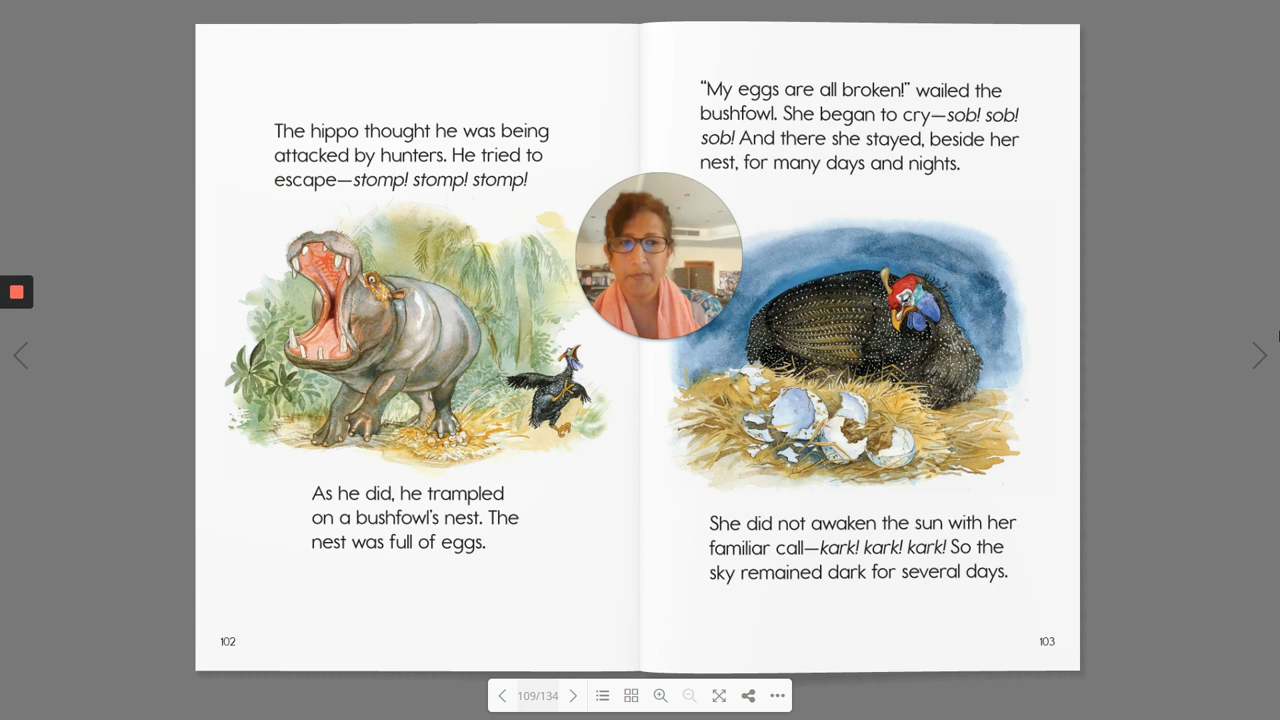 The hippo thought he was being
attacked by hunters. He tried to
escape—stomp! stomp! stomp!
As he did, he trampled
on a bushfowl's nest. The
nest was full of eggs.
102
“My eggs are all broken!” wailed the
bushfowl. She began to cry—sob! sob!
sob! And there she stayed, beside her
nest, for many days and nights.
She did not awaken the sun with her
familiar call—kark! kark! kark! So the
sky remained dark for several days.
103
109/134